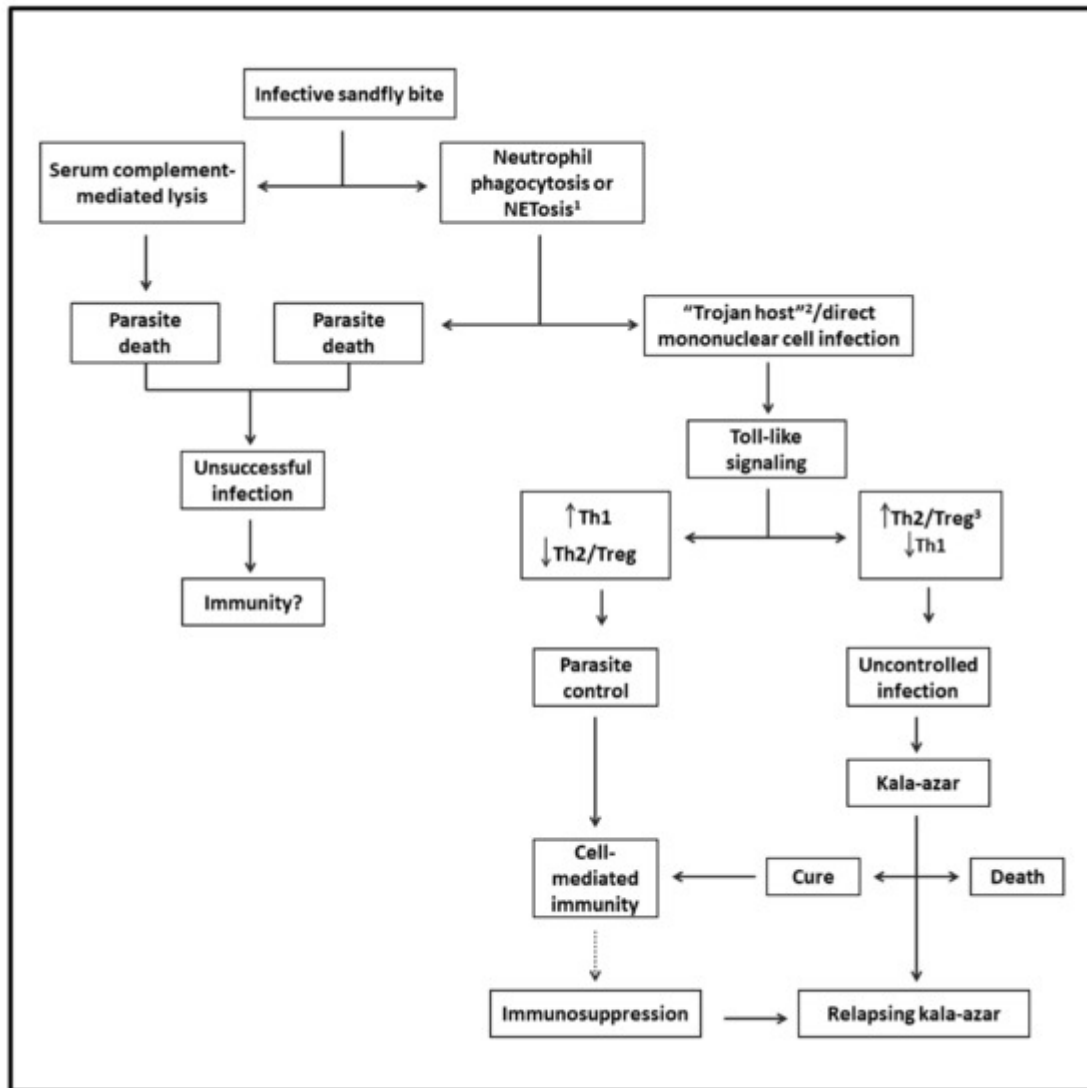 Infective sandfly bite
Serum complement-
mediated lysis
Neutrophil
phagocytosis or
NETosis¹
Parasite
death
Parasite
death
“Trojan host”²/direct
mononuclear cell infection
Toll-like
signaling
Unsuccessful
infection
↑Th1
↓Th2/Treg
↑Th2/Treg³
↓Th1
Immunity?
Parasite
control
Uncontrolled
infection
Kala-azar
Cell-
mediated
immunity
Cure
Death
Immunosuppression
Relapsing kala-azar